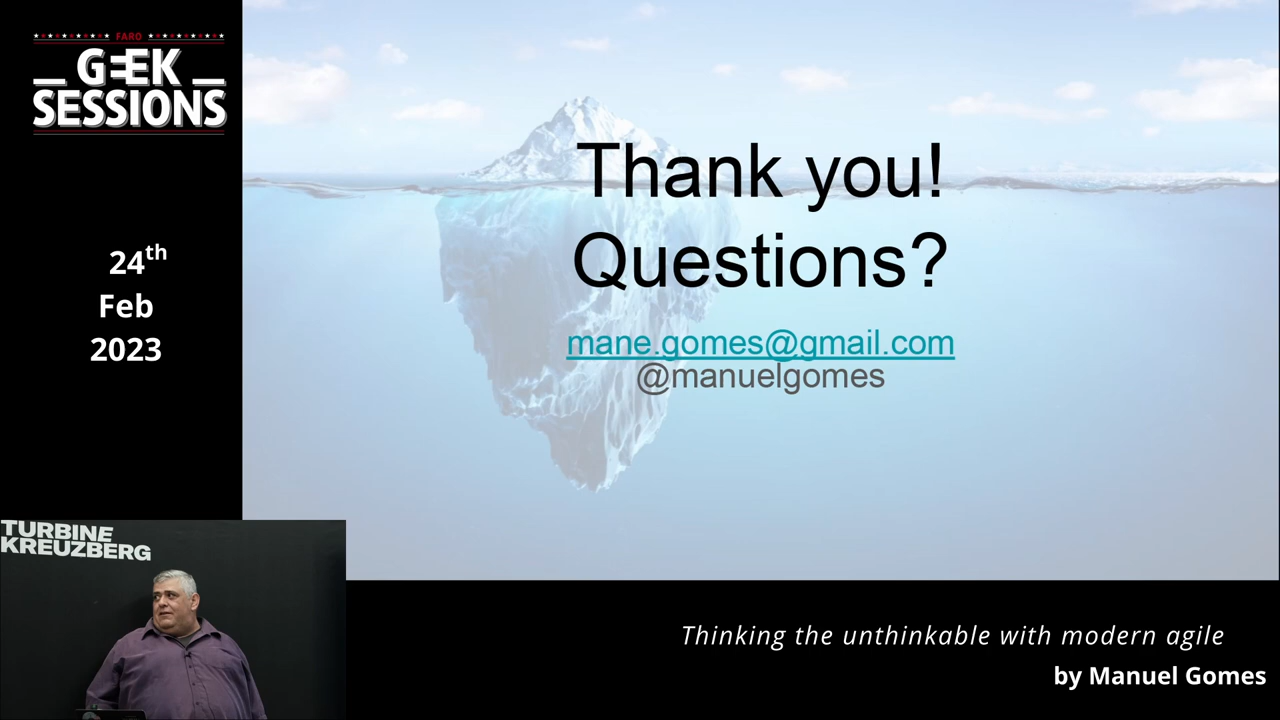 FARO
GEEK
SESSIONS
24th
Feb
2023
Thank you!
Questions?
mane.gomes@gmail.com
@manuelgomes
TURBINE
KREUZBERG
Thinking the unthinkable with modern agile
by Manuel Gomes